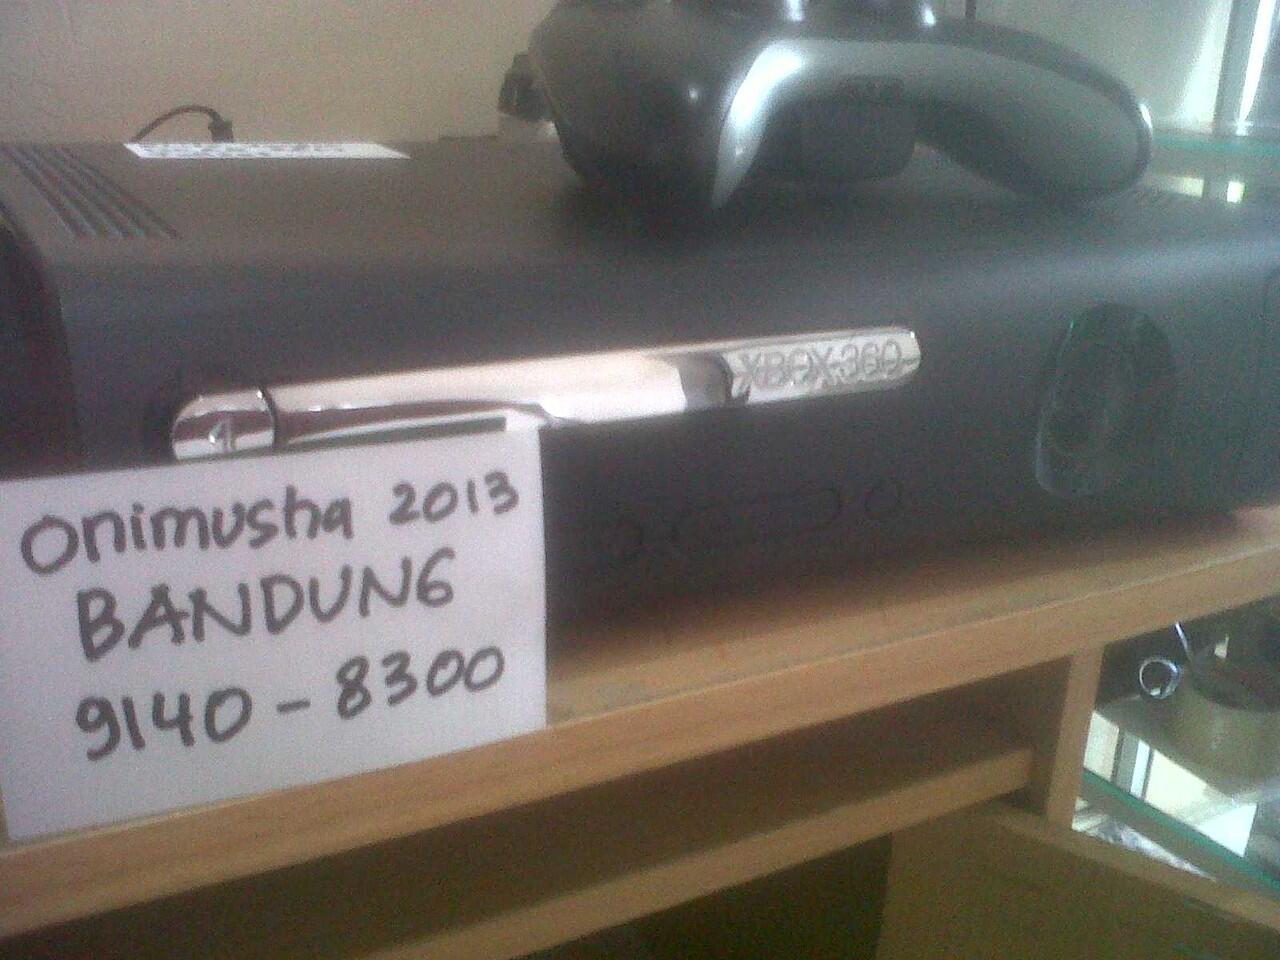 XBOX 360
onimusha 2013
BANDUNG
9140-8300